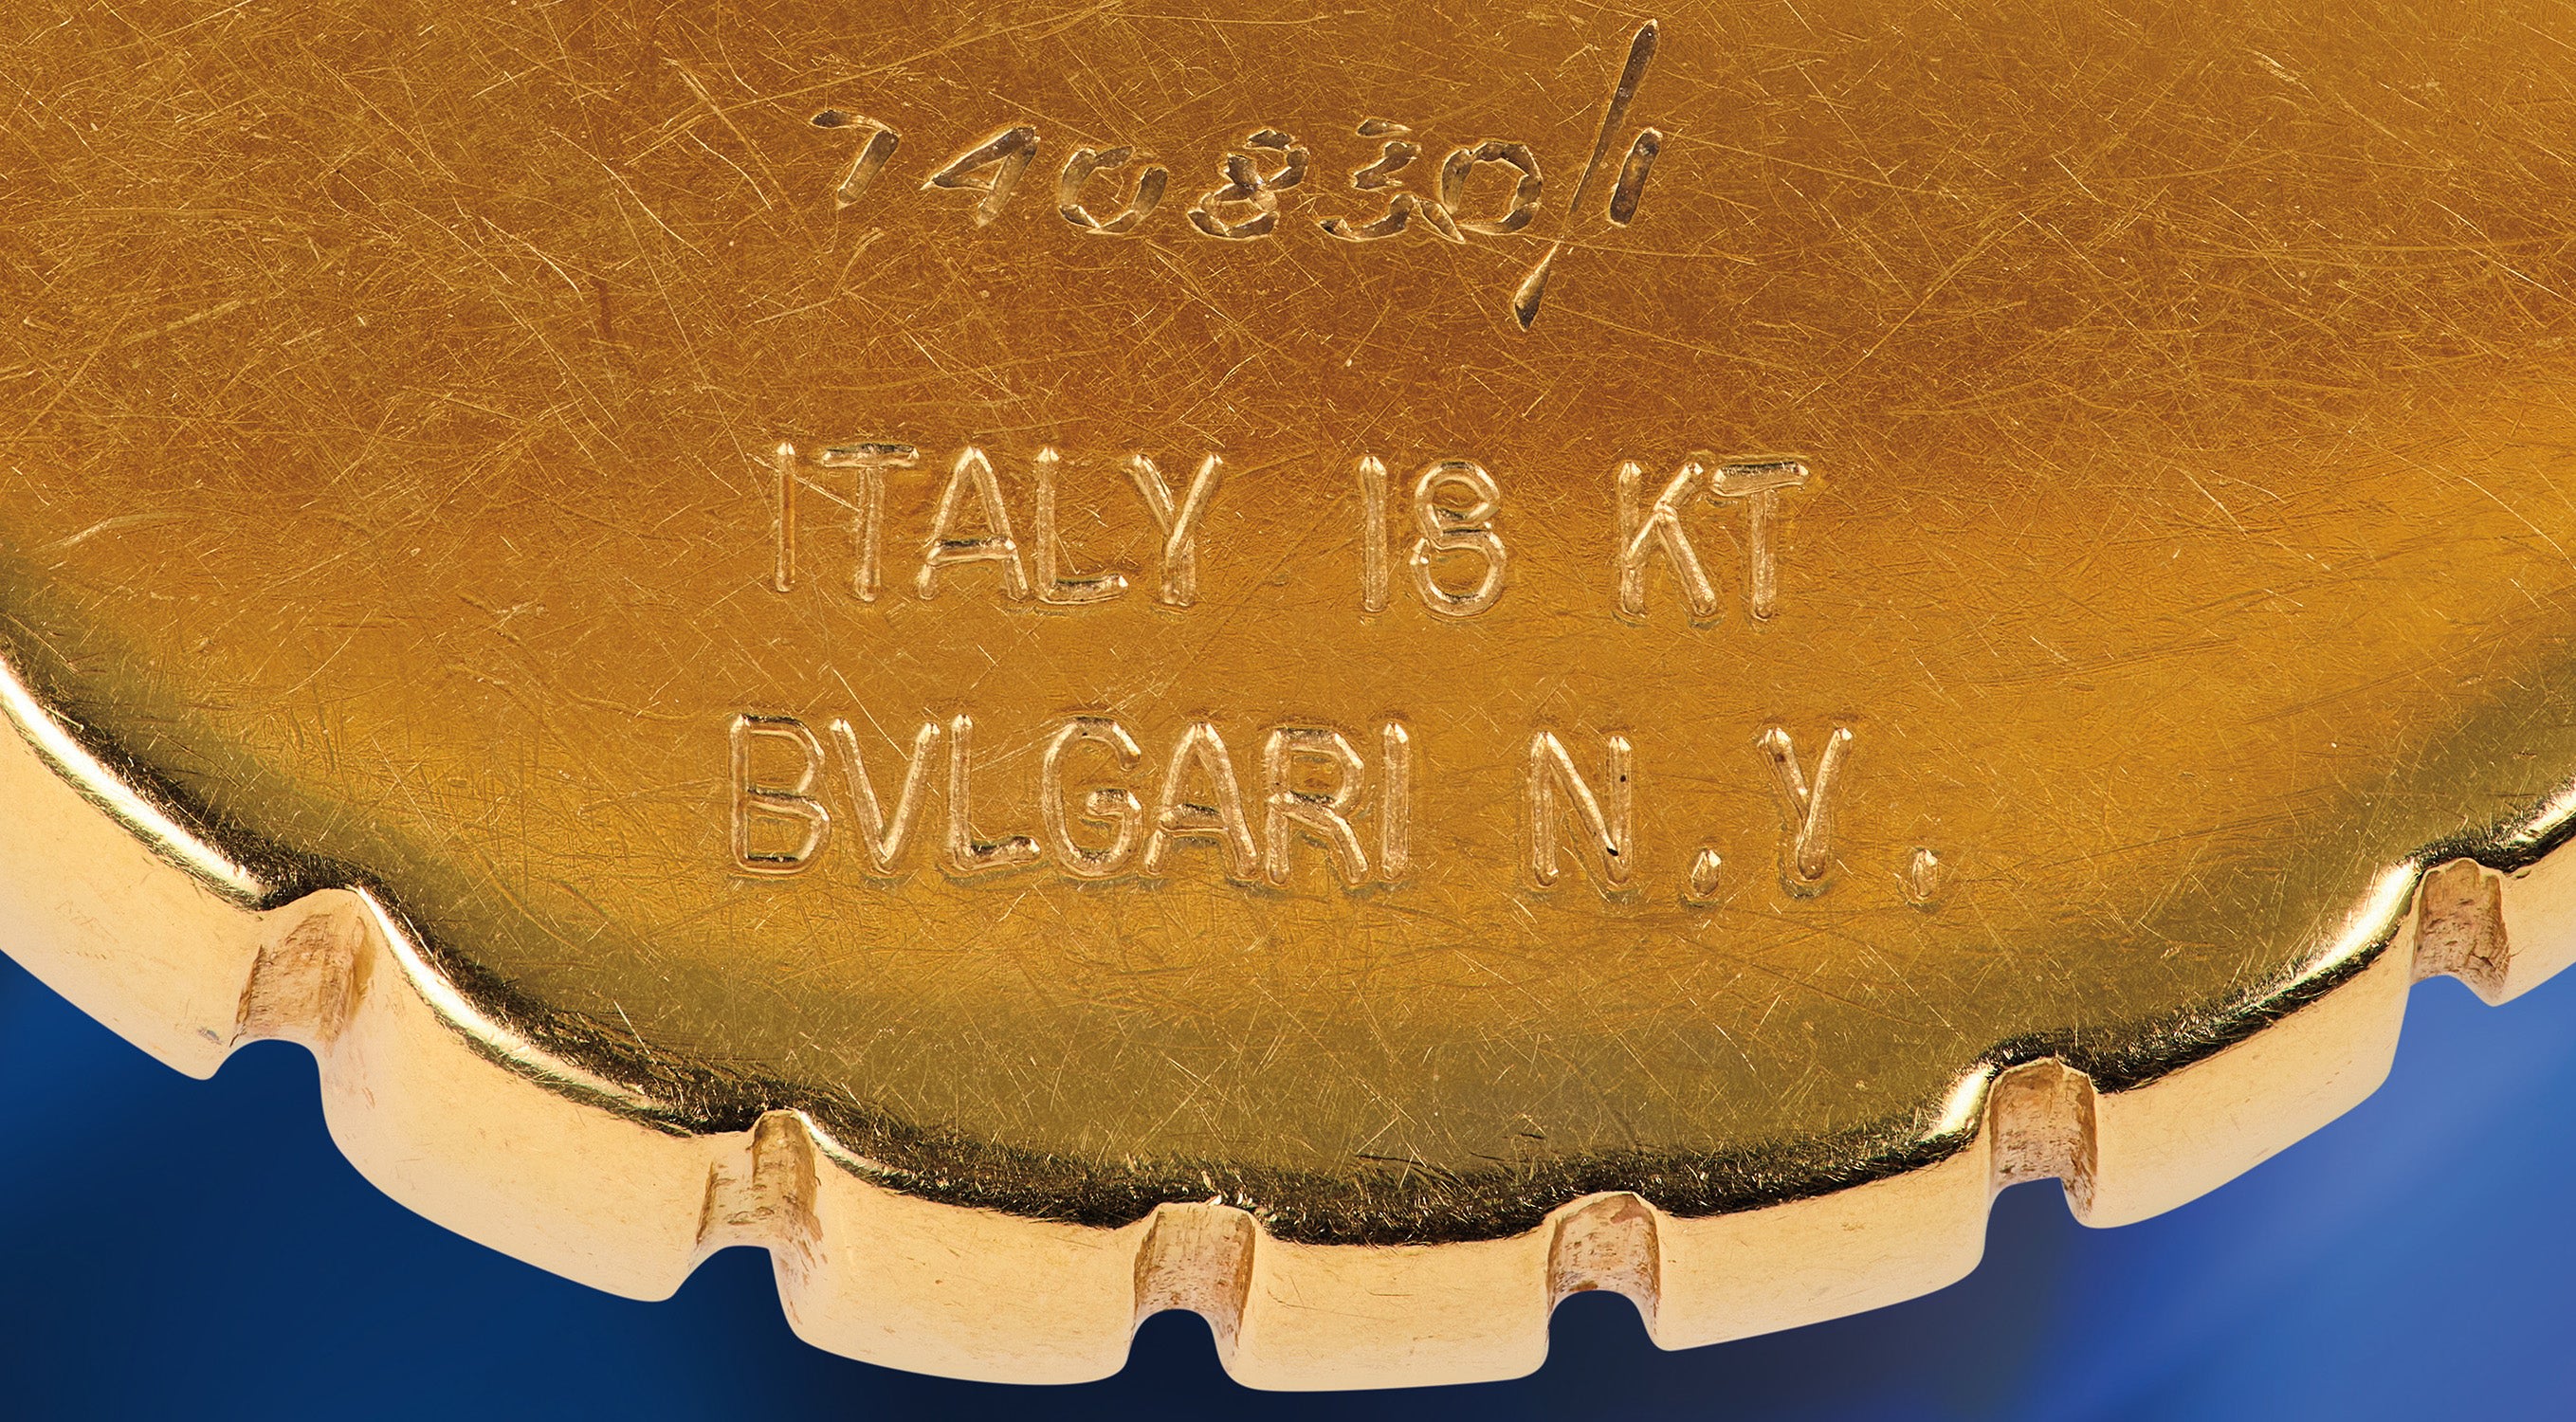 740830/1
ITALY 18 KT
BVLGARI N.Y.